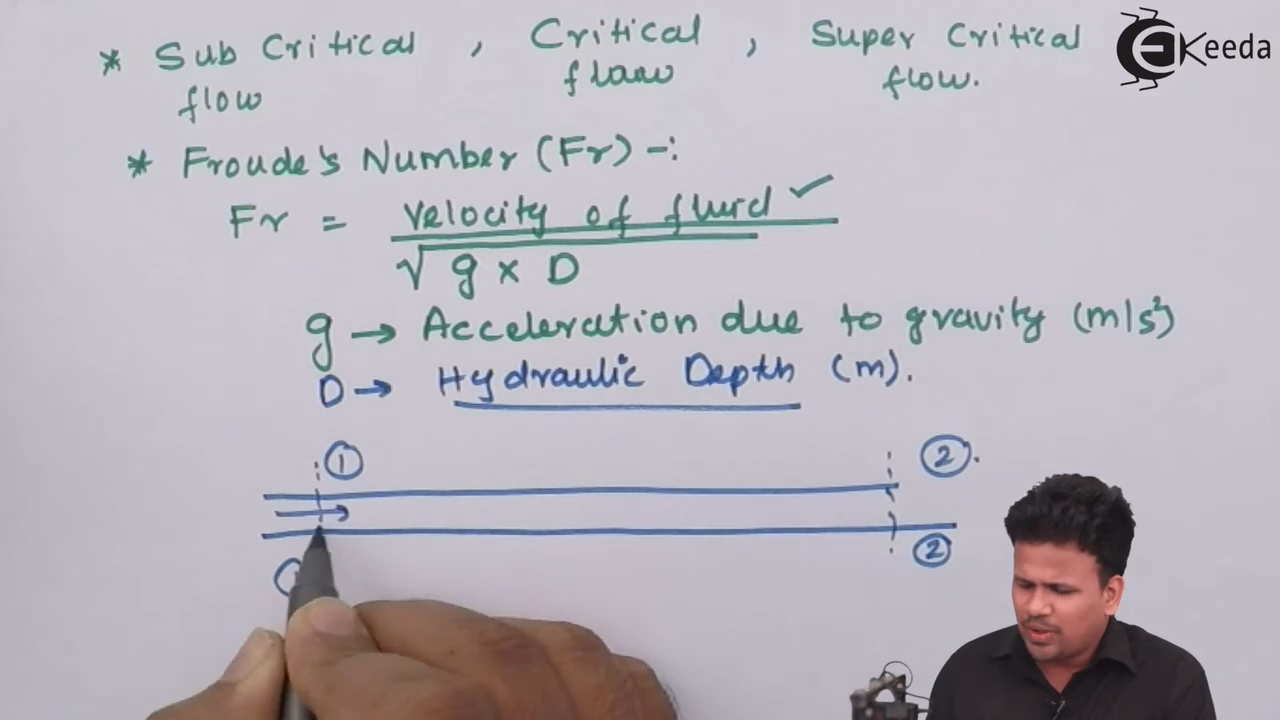 * Sub Critical , Critical , Super Critical
flow flow flow.
* Froude's Number (Fr) -:
Fr = Velocity of fluid ✓
√ g x D
g → Acceleration due to gravity (m/s²)
D → Hydraulic Depth (m).
① ②.
②
Keeda